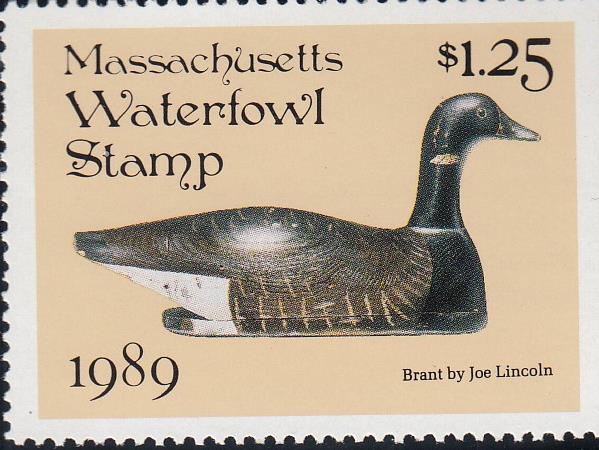 Massachusetts
Waterfowl
Stamp
$1.25
1989
Brant by Joe Lincoln